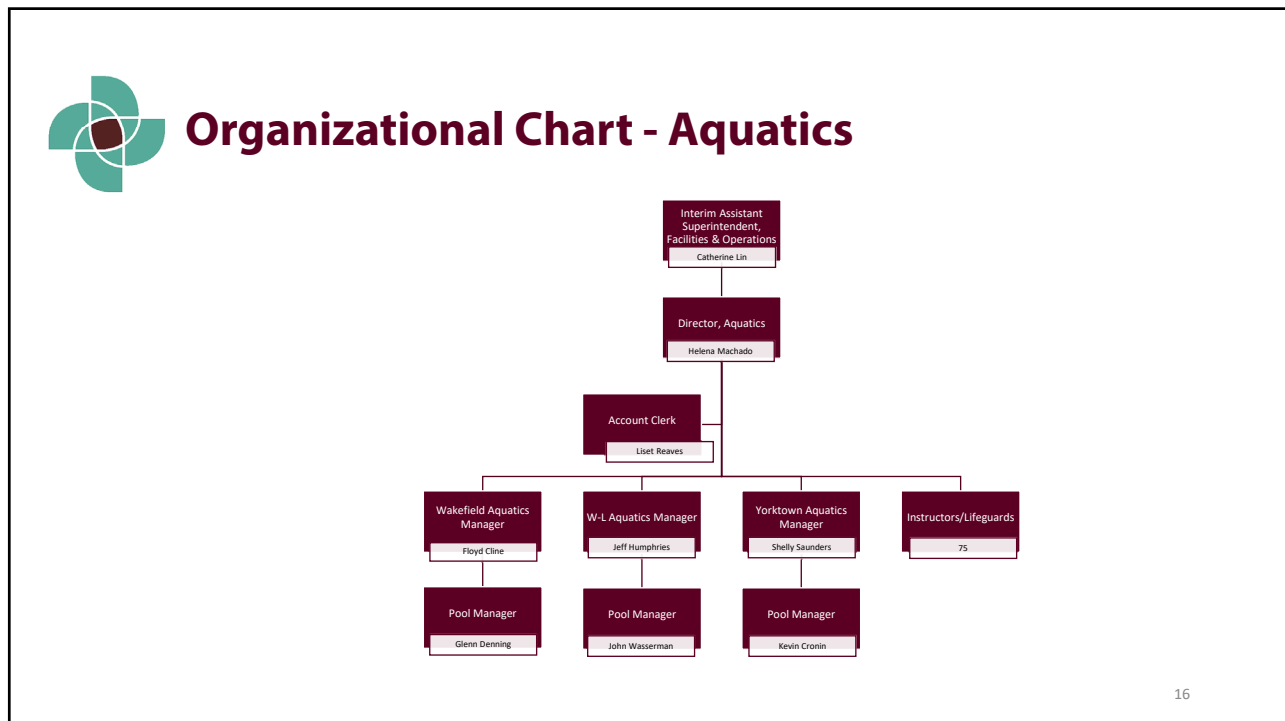 Organizational Chart - Aquatics
Interim Assistant
Superintendent,
Facilities & Operations
Catherine Lin
Director, Aquatics
Helena Machado
Account Clerk
Liset Reaves
Wakefield Aquatics
Manager
Floyd Cline
W-L Aquatics Manager
Jeff Humphries
Yorktown Aquatics
Manager
Shelly Saunders
Instructors/Lifeguards
75
Pool Manager
Glenn Denning
Pool Manager
John Wasserman
Pool Manager
Kevin Cronin
16